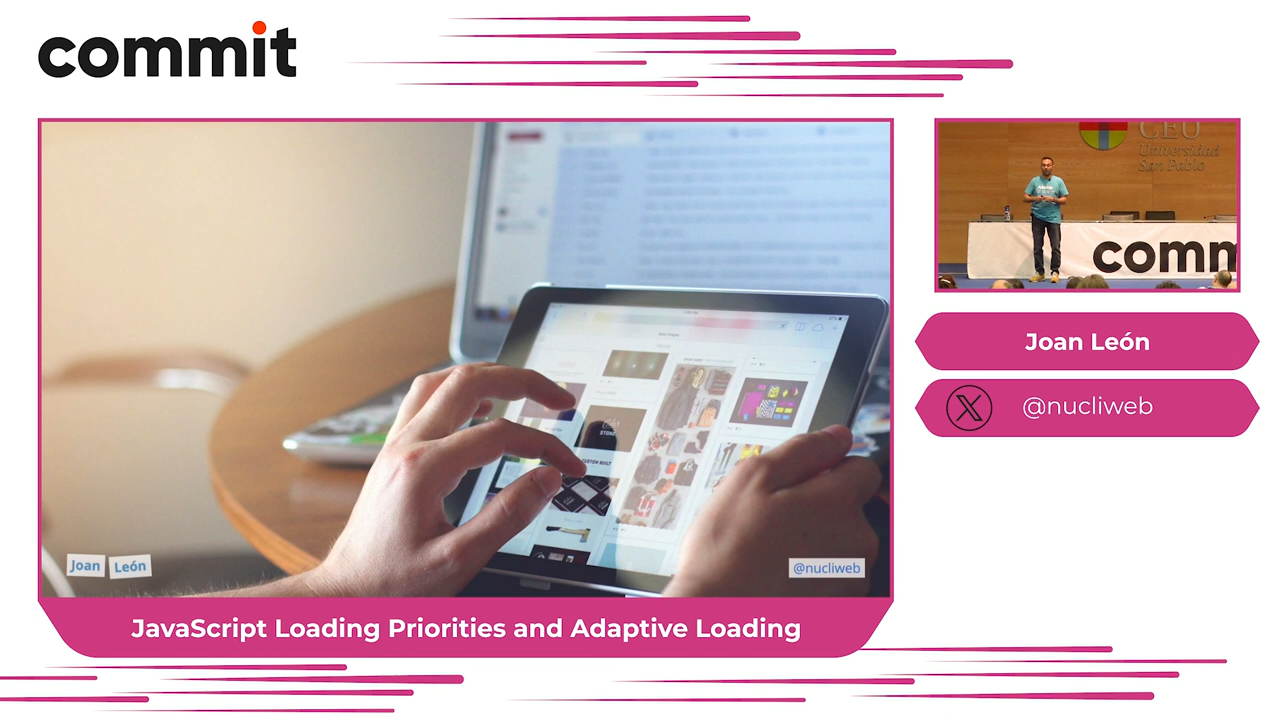 commit
CEU
Universidad
San Pablo
comm
Joan León
@nucliweb
Joan León
@nucliweb
JavaScript Loading Priorities and Adaptive Loading